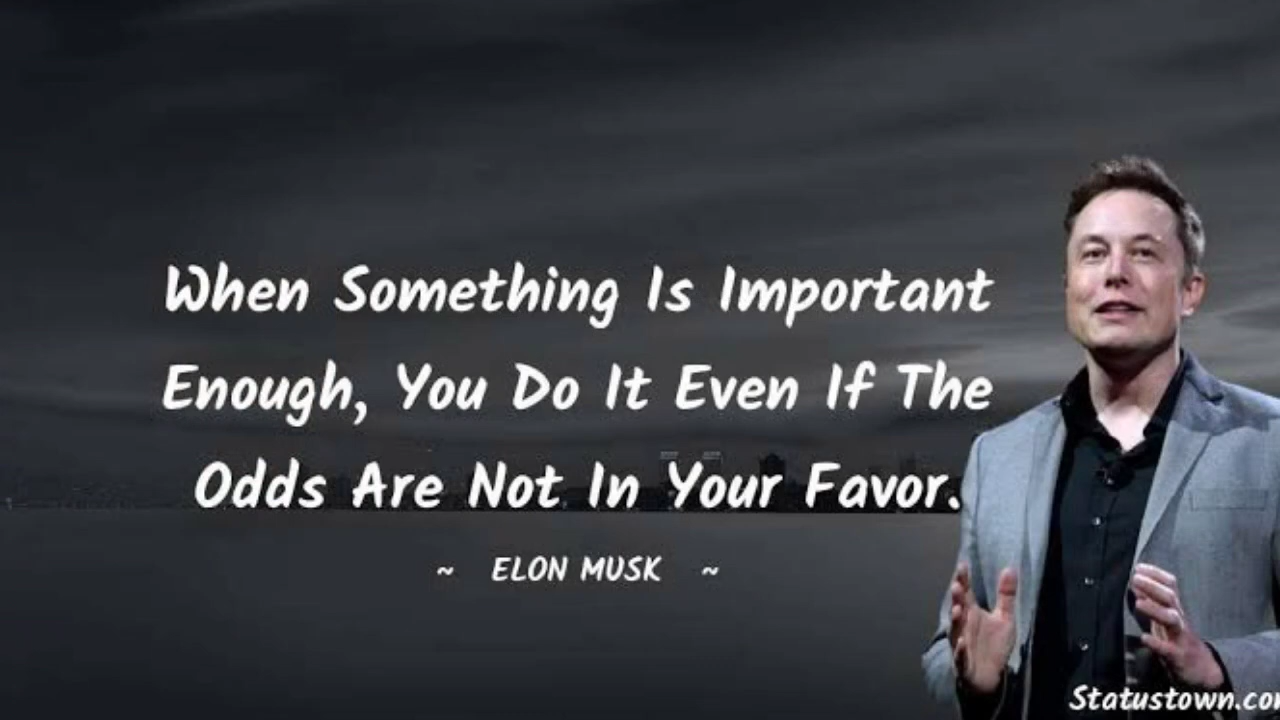 When Something Is Important
Enough, You Do It Even If The
Odds Are Not In Your Favor.
~ ELON MUSK ~
Statustown.com